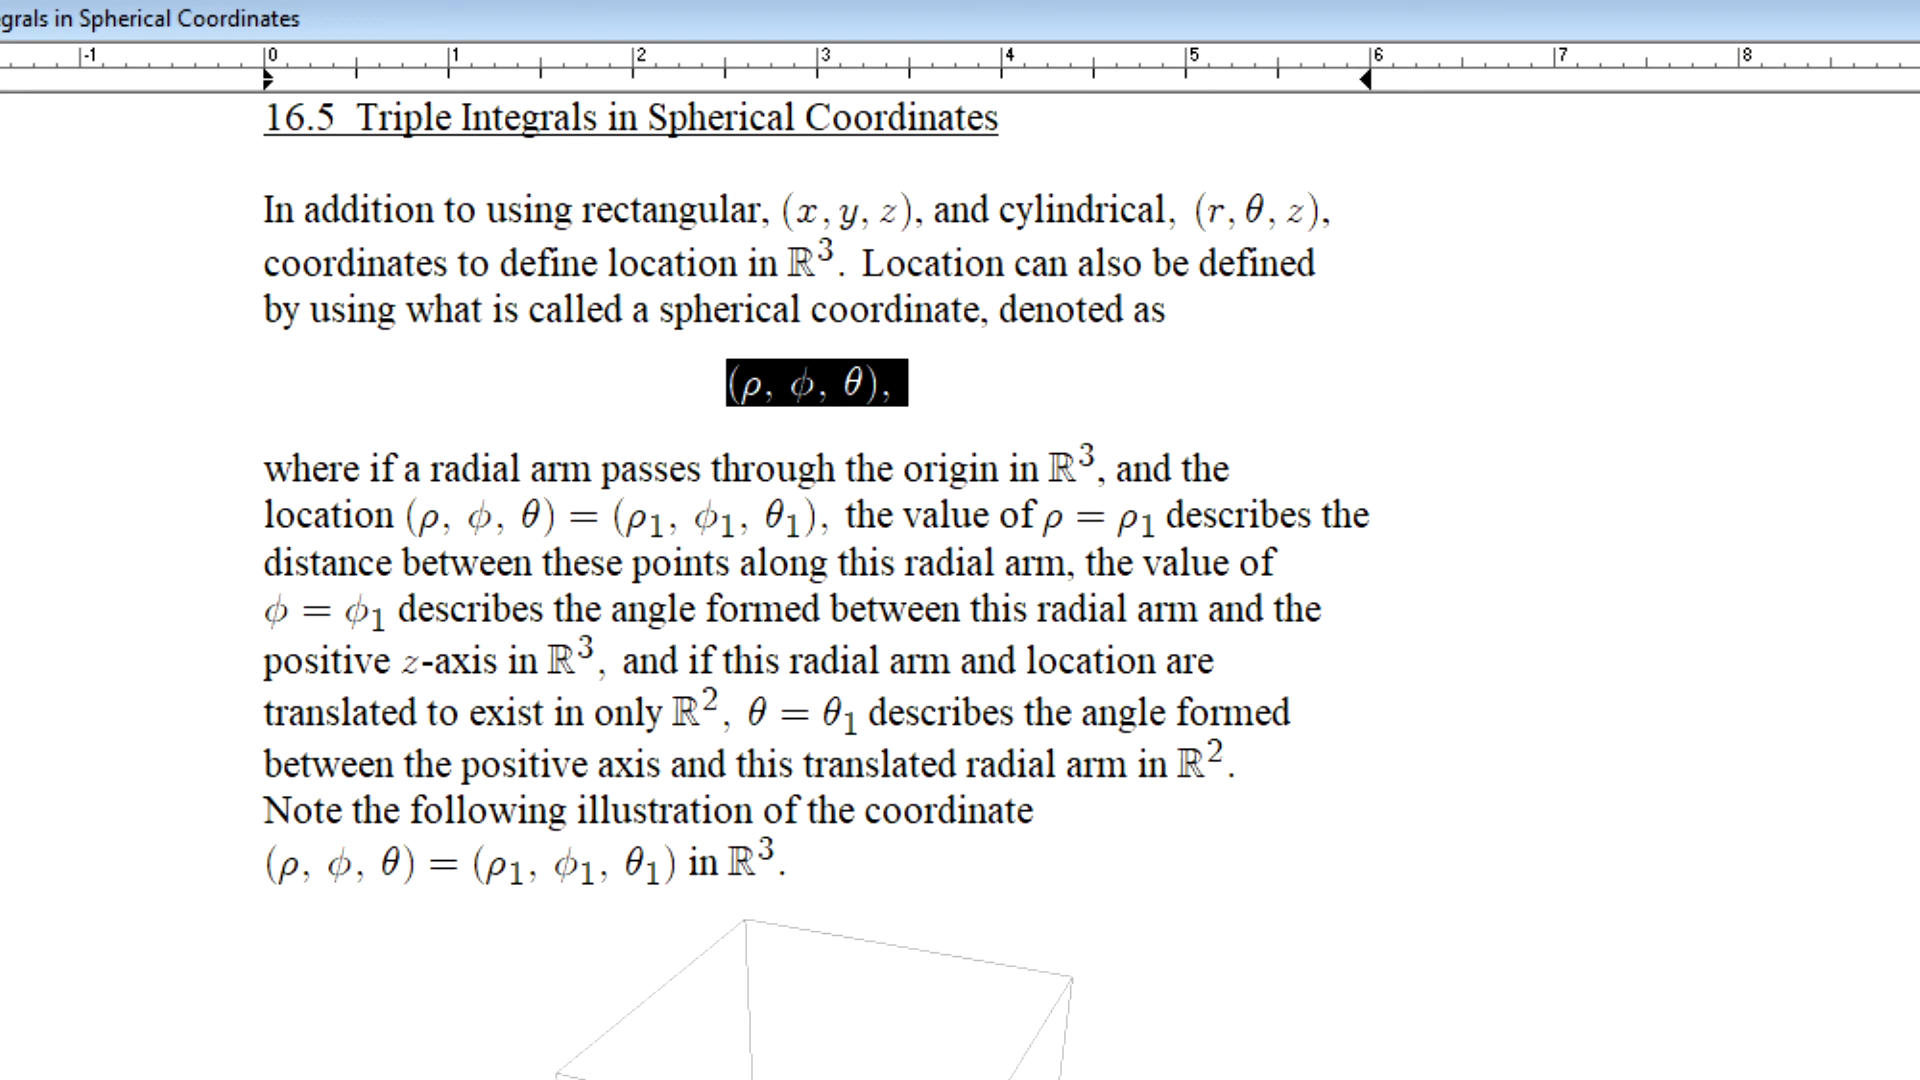 grals in Spherical Coordinates
-1 0 1 2 3 4 5 6 7 8
16.5 Triple Integrals in Spherical Coordinates
In addition to using rectangular, (x, y, z), and cylindrical, (r, θ, z),
coordinates to define location in ℝ³. Location can also be defined
by using what is called a spherical coordinate, denoted as
(ρ, ϕ, θ),
where if a radial arm passes through the origin in ℝ³, and the
location (ρ, ϕ, θ) = (ρ₁, ϕ₁, θ₁), the value of ρ = ρ₁ describes the
distance between these points along this radial arm, the value of
ϕ = ϕ₁ describes the angle formed between this radial arm and the
positive z-axis in ℝ³, and if this radial arm and location are
translated to exist in only ℝ², θ = θ₁ describes the angle formed
between the positive axis and this translated radial arm in ℝ².
Note the following illustration of the coordinate
(ρ, ϕ, θ) = (ρ₁, ϕ₁, θ₁) in ℝ³.